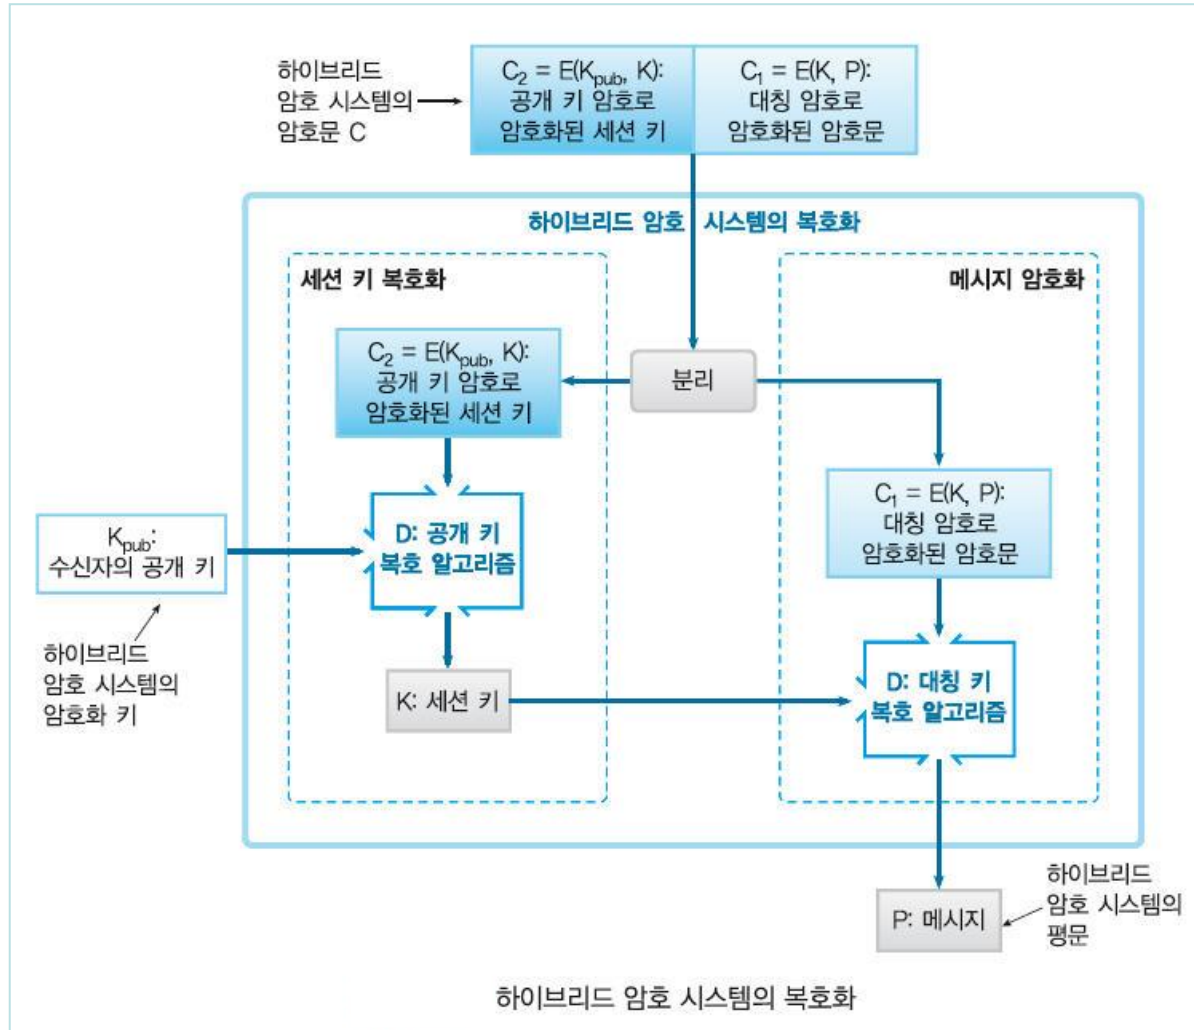 하이브리드
암호 시스템의
암호문 C
C₂ = E(Kpub, K):
공개 키 암호로
암호화된 세션 키
C₁ = E(K, P):
대칭 암호로
암호화된 암호문
하이브리드 암호 시스템의 복호화
세션 키 복호화
메시지 암호화
C₂ = E(Kpub, K):
공개 키 암호로
암호화된 세션 키
분리
C₁ = E(K, P):
대칭 암호로
암호화된 암호문
Kpub:
수신자의 공개 키
D: 공개 키
복호 알고리즘
하이브리드
암호 시스템의
암호화 키
K: 세션 키
D: 대칭 키
복호 알고리즘
P: 메시지
하이브리드
암호 시스템의
평문
하이브리드 암호 시스템의 복호화